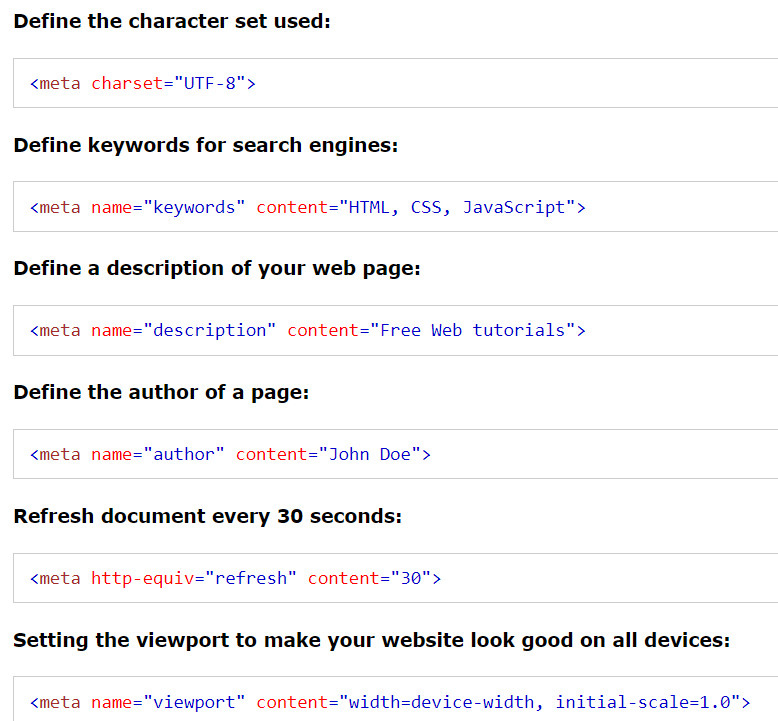 Define the character set used:
<meta charset="UTF-8">
Define keywords for search engines:
<meta name="keywords" content="HTML, CSS, JavaScript">
Define a description of your web page:
<meta name="description" content="Free Web tutorials">
Define the author of a page:
<meta name="author" content="John Doe">
Refresh document every 30 seconds:
<meta http-equiv="refresh" content="30">
Setting the viewport to make your website look good on all devices:
<meta name="viewport" content="width=device-width, initial-scale=1.0">